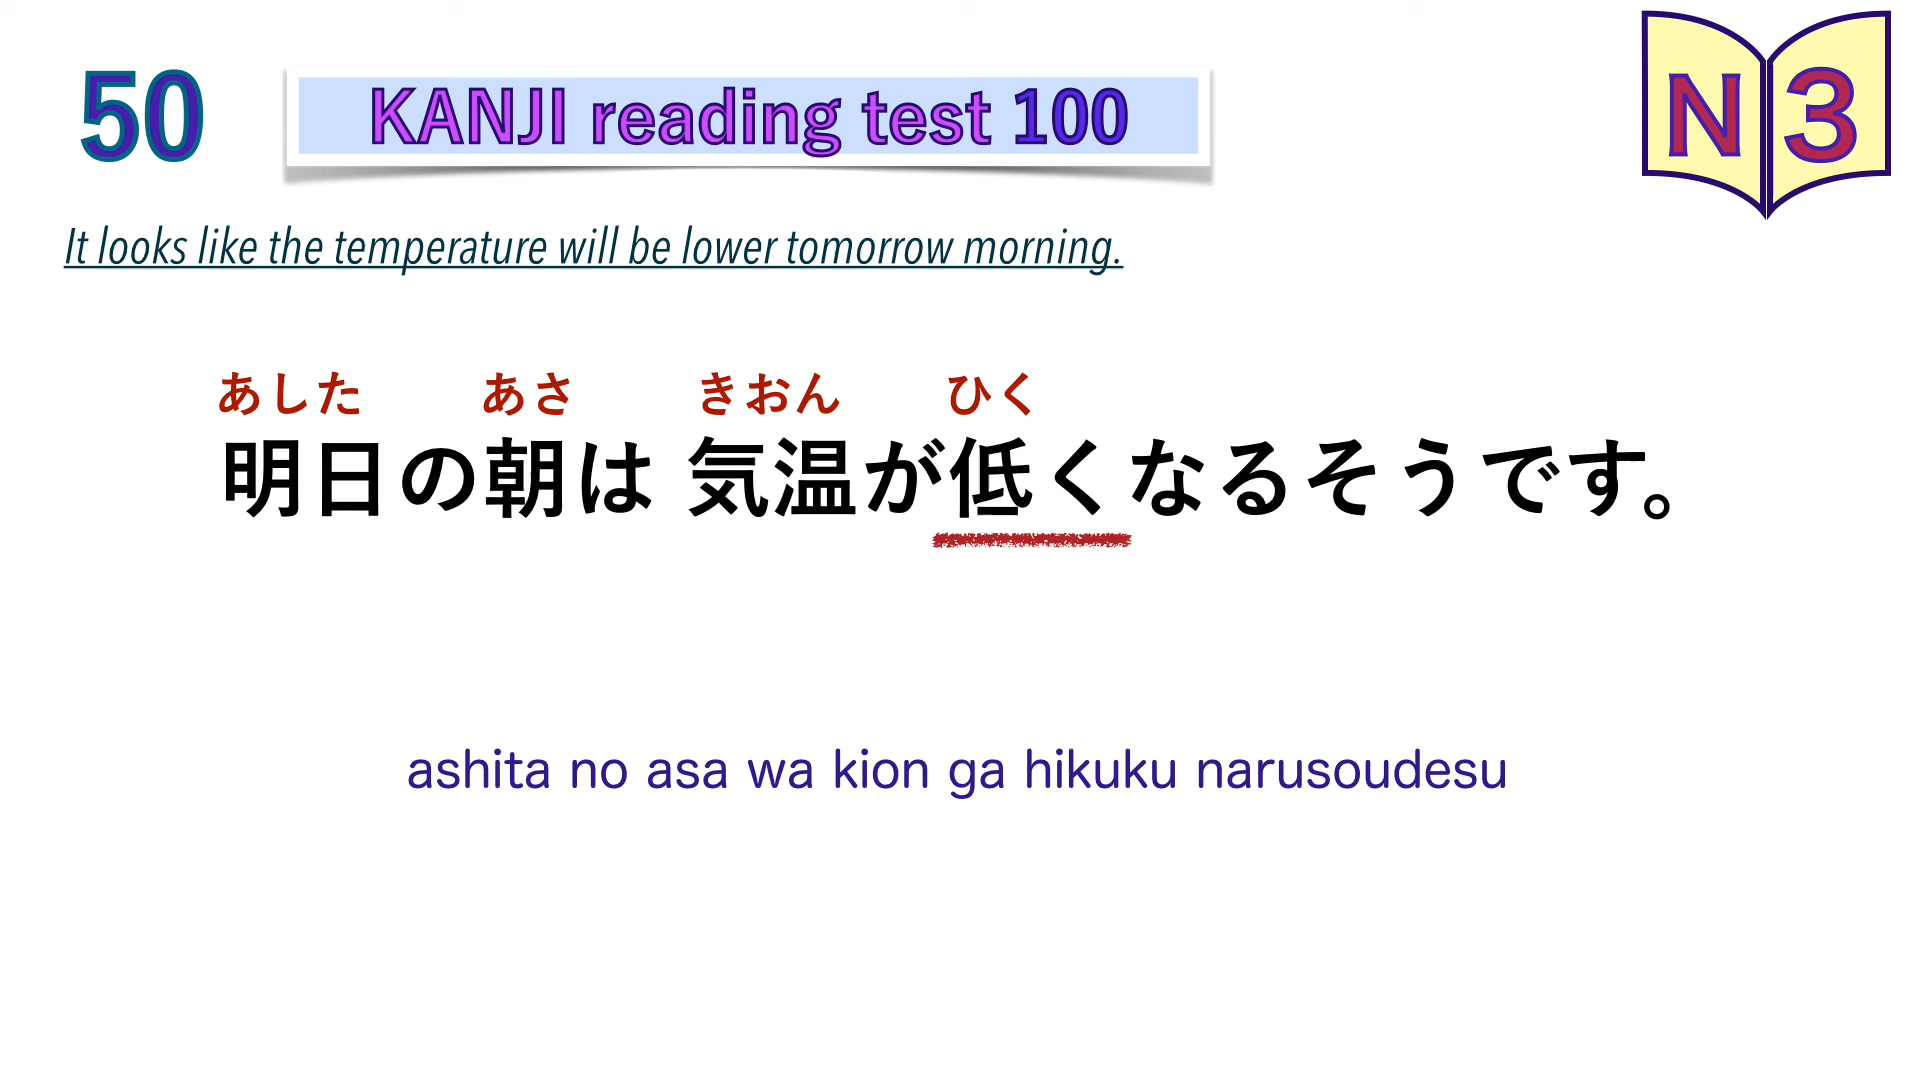 50
KANJI reading test 100
N3
It looks like the temperature will be lower tomorrow morning.
あした あさ きおん ひく
明日の朝は 気温が低くなるそうです。
ashita no asa wa kion ga hikuku narusoudesu